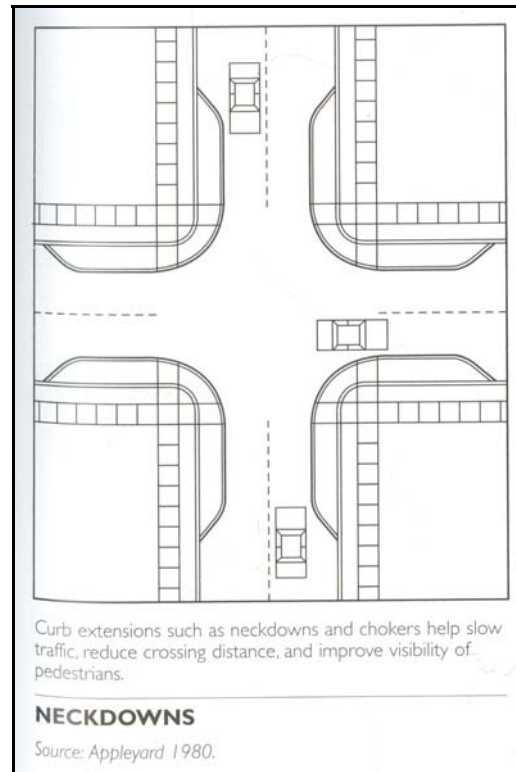 Curb extensions such as neckdowns and chokers help slow
traffic, reduce crossing distance, and improve visibility of
pedestrians.
NECKDOWNS
Source: Appleyard 1980.